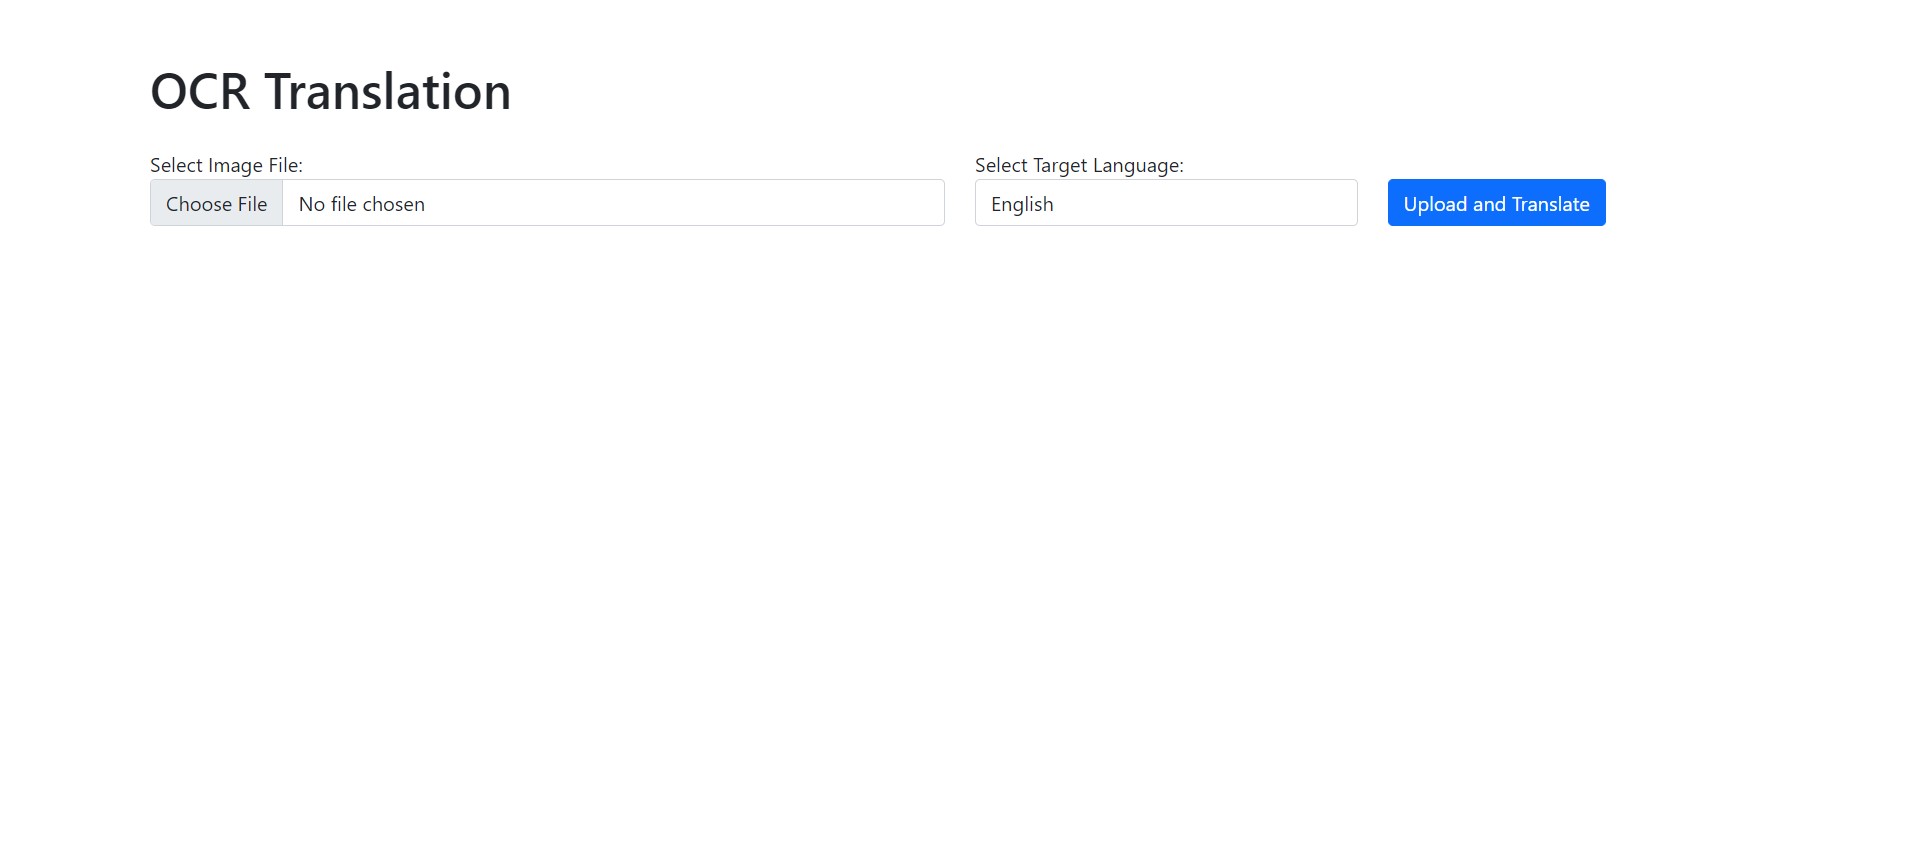 OCR Translation
Select Image File:
Select Target Language:
Choose File
No file chosen
English
Upload and Translate